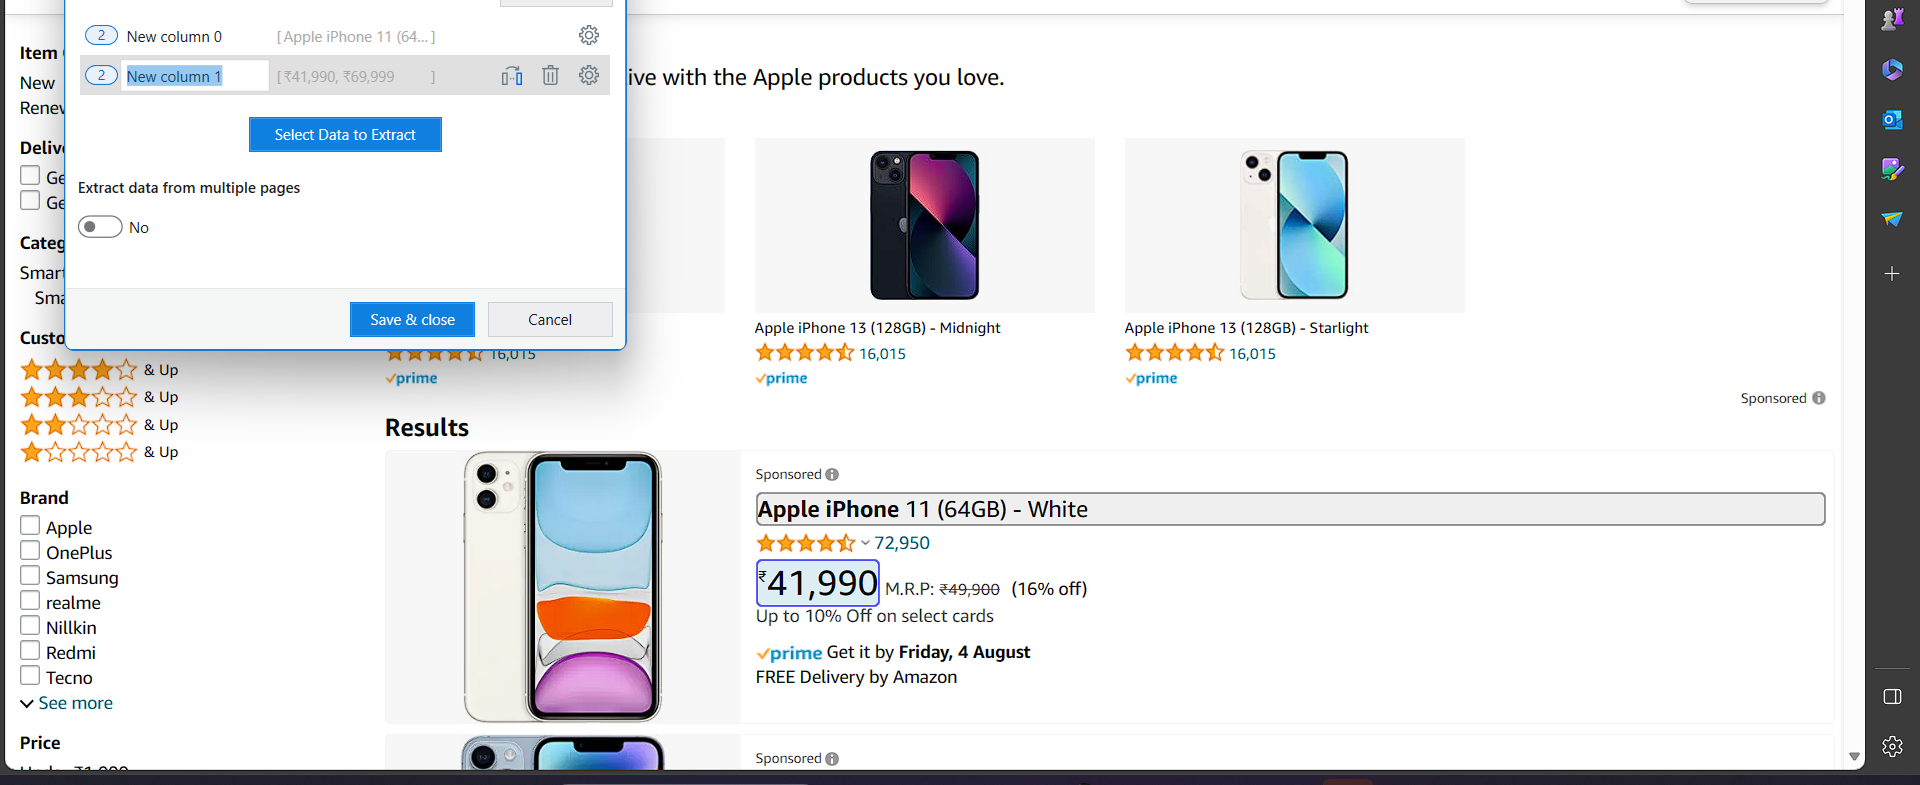 2 New column 0 [Apple iPhone 11 (64...]
2 New column 1 [₹41,990, ₹69,999 ]
Select Data to Extract
Extract data from multiple pages
No
Save & close Cancel
Item
New
Delive
Ge
Ge
Categ
Smart
Sma
Custo
& Up
& Up
& Up
& Up
Brand
Apple
OnePlus
Samsung
realme
Nillkin
Redmi
Tecno
See more
Price
ive with the Apple products you love.
16,015
prime
Apple iPhone 13 (128GB) - Midnight
16,015
prime
Apple iPhone 13 (128GB) - Starlight
16,015
prime
Sponsored
Results
Sponsored
Apple iPhone 11 (64GB) - White
72,950
₹41,990 M.R.P: ₹49,900 (16% off)
Up to 10% Off on select cards
prime Get it by Friday, 4 August
FREE Delivery by Amazon
Sponsored